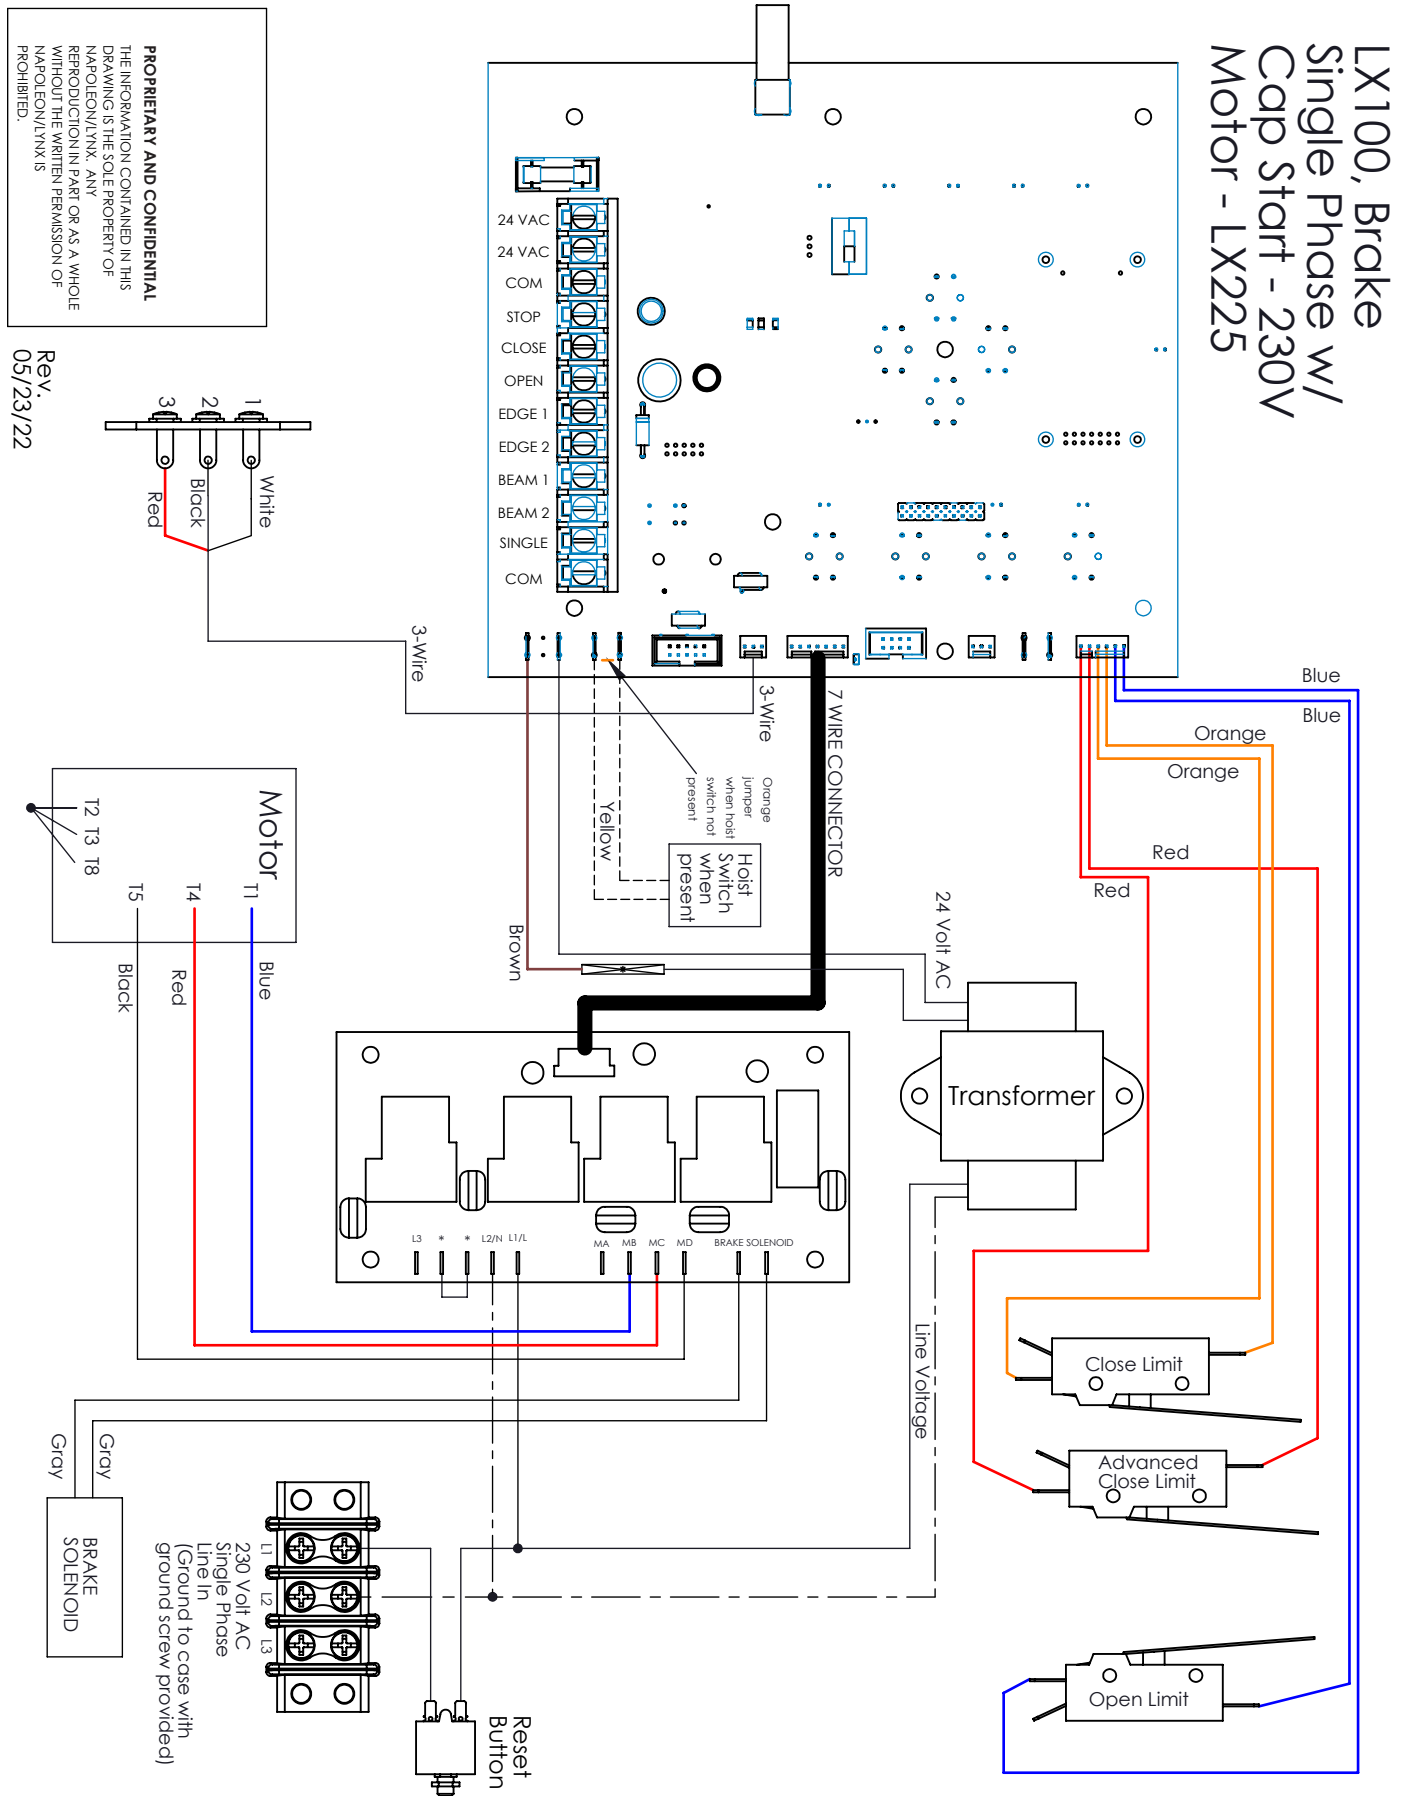 LX100, Brake
Single Phase w/
Cap Start - 230V
Motor - LX225
PROPRIETARY AND CONFIDENTIAL
THE INFORMATION CONTAINED IN THIS
DRAWING IS THE SOLE PROPERTY OF
NAPOLEON/LYNX. ANY
REPRODUCTION IN PART OR AS A WHOLE
WITHOUT THE WRITTEN PERMISSION OF
NAPOLEON/LYNX IS
PROHIBITED.
Rev.
05/23/22
24 VAC
24 VAC
COM
STOP
CLOSE
OPEN
EDGE 1
EDGE 2
BEAM 1
BEAM 2
SINGLE
COM
1
2
3
White
Black
Red
3-Wire
3-Wire
7 WIRE CONNECTOR
Orange
jumper
when hoist
switch not
present
Yellow
Hoist
Switch
when
present
Brown
24 Volt AC
Blue
Blue
Orange
Orange
Red
Red
Motor
T2 T3 T8
T1
T4
T5
Blue
Red
Black
Transformer
L3
*
*
L2/N
L1/L
MA
MB
MC
MD
BRAKE SOLENOID
Line Voltage
Close Limit
Advanced
Close Limit
Open Limit
Gray
Gray
BRAKE
SOLENOID
L1
L2
L3
230 Volt AC
Single Phase
Line In
(Ground to case with
ground screw provided)
Reset
Button